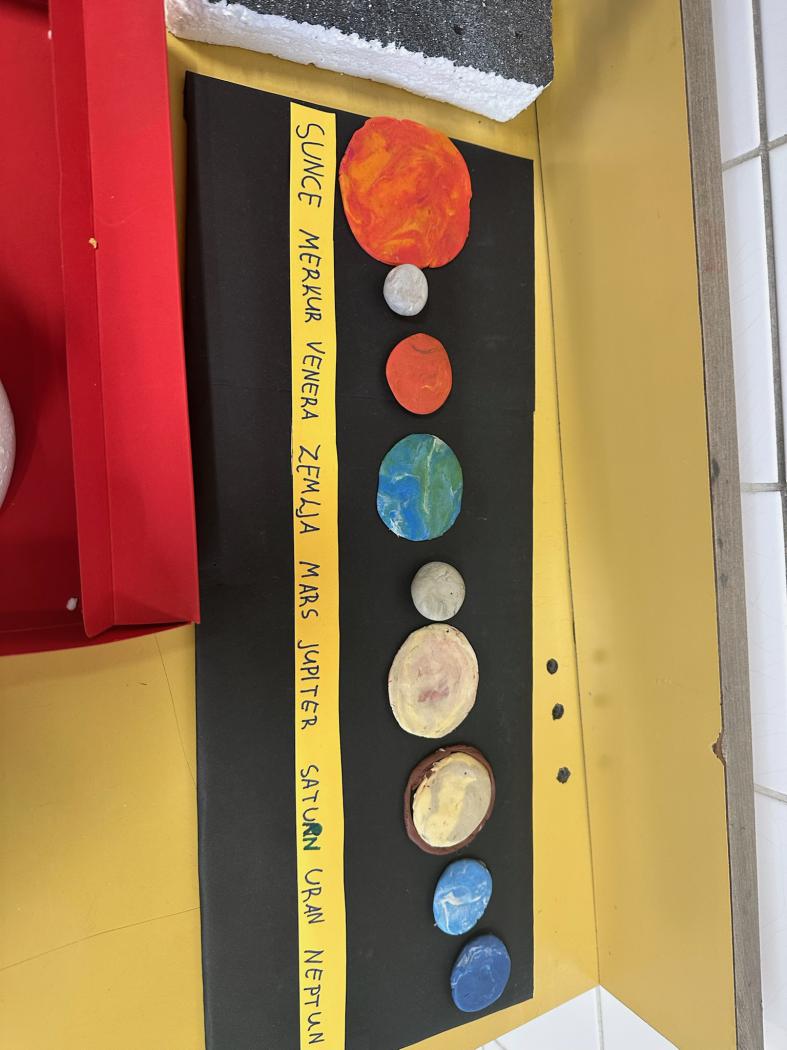 SUNCE MERKUR VENERA ZEMLJA MARS JUPITER SATURN URAN NEPTUN